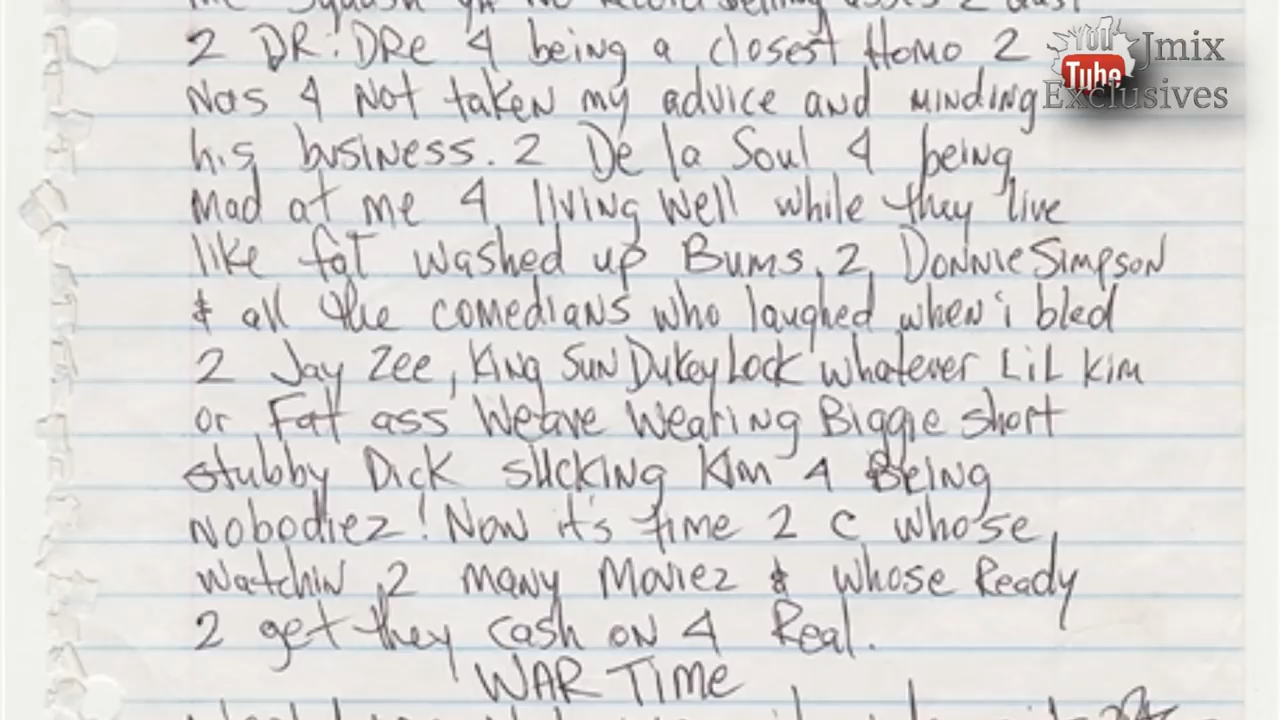 2 DR. DRe 4 being a closest Homo 2
Nas 4 Not taken my advice and minding
his business. 2 De la Soul 4 being
Mad at me 4 living well while they live
like fat washed up Bums. 2 Donnie Simpson
& all the comedians who laughed when i bled
2 Jay Zee, King Sun Dukey Lock whatever LiL Kim
or Fat ass Weave Wearing Biggie short
stubby Dick sucking Kim 4 Being
nobodiez! Now it's time 2 c whose
watchin 2 many Moviez & whose Ready
2 get they cash on 4 Real.
WAR TIME
You Tube
Jmix
Exclusives